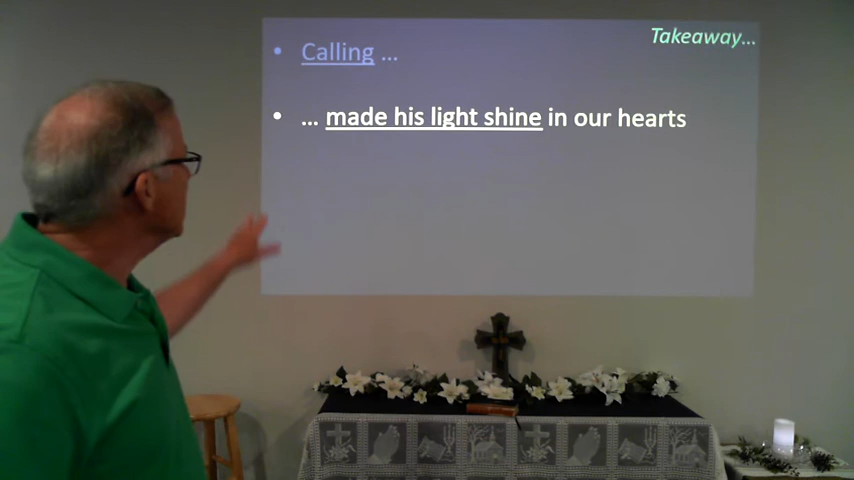 Takeaway...
• Calling ...
• ... made his light shine in our hearts